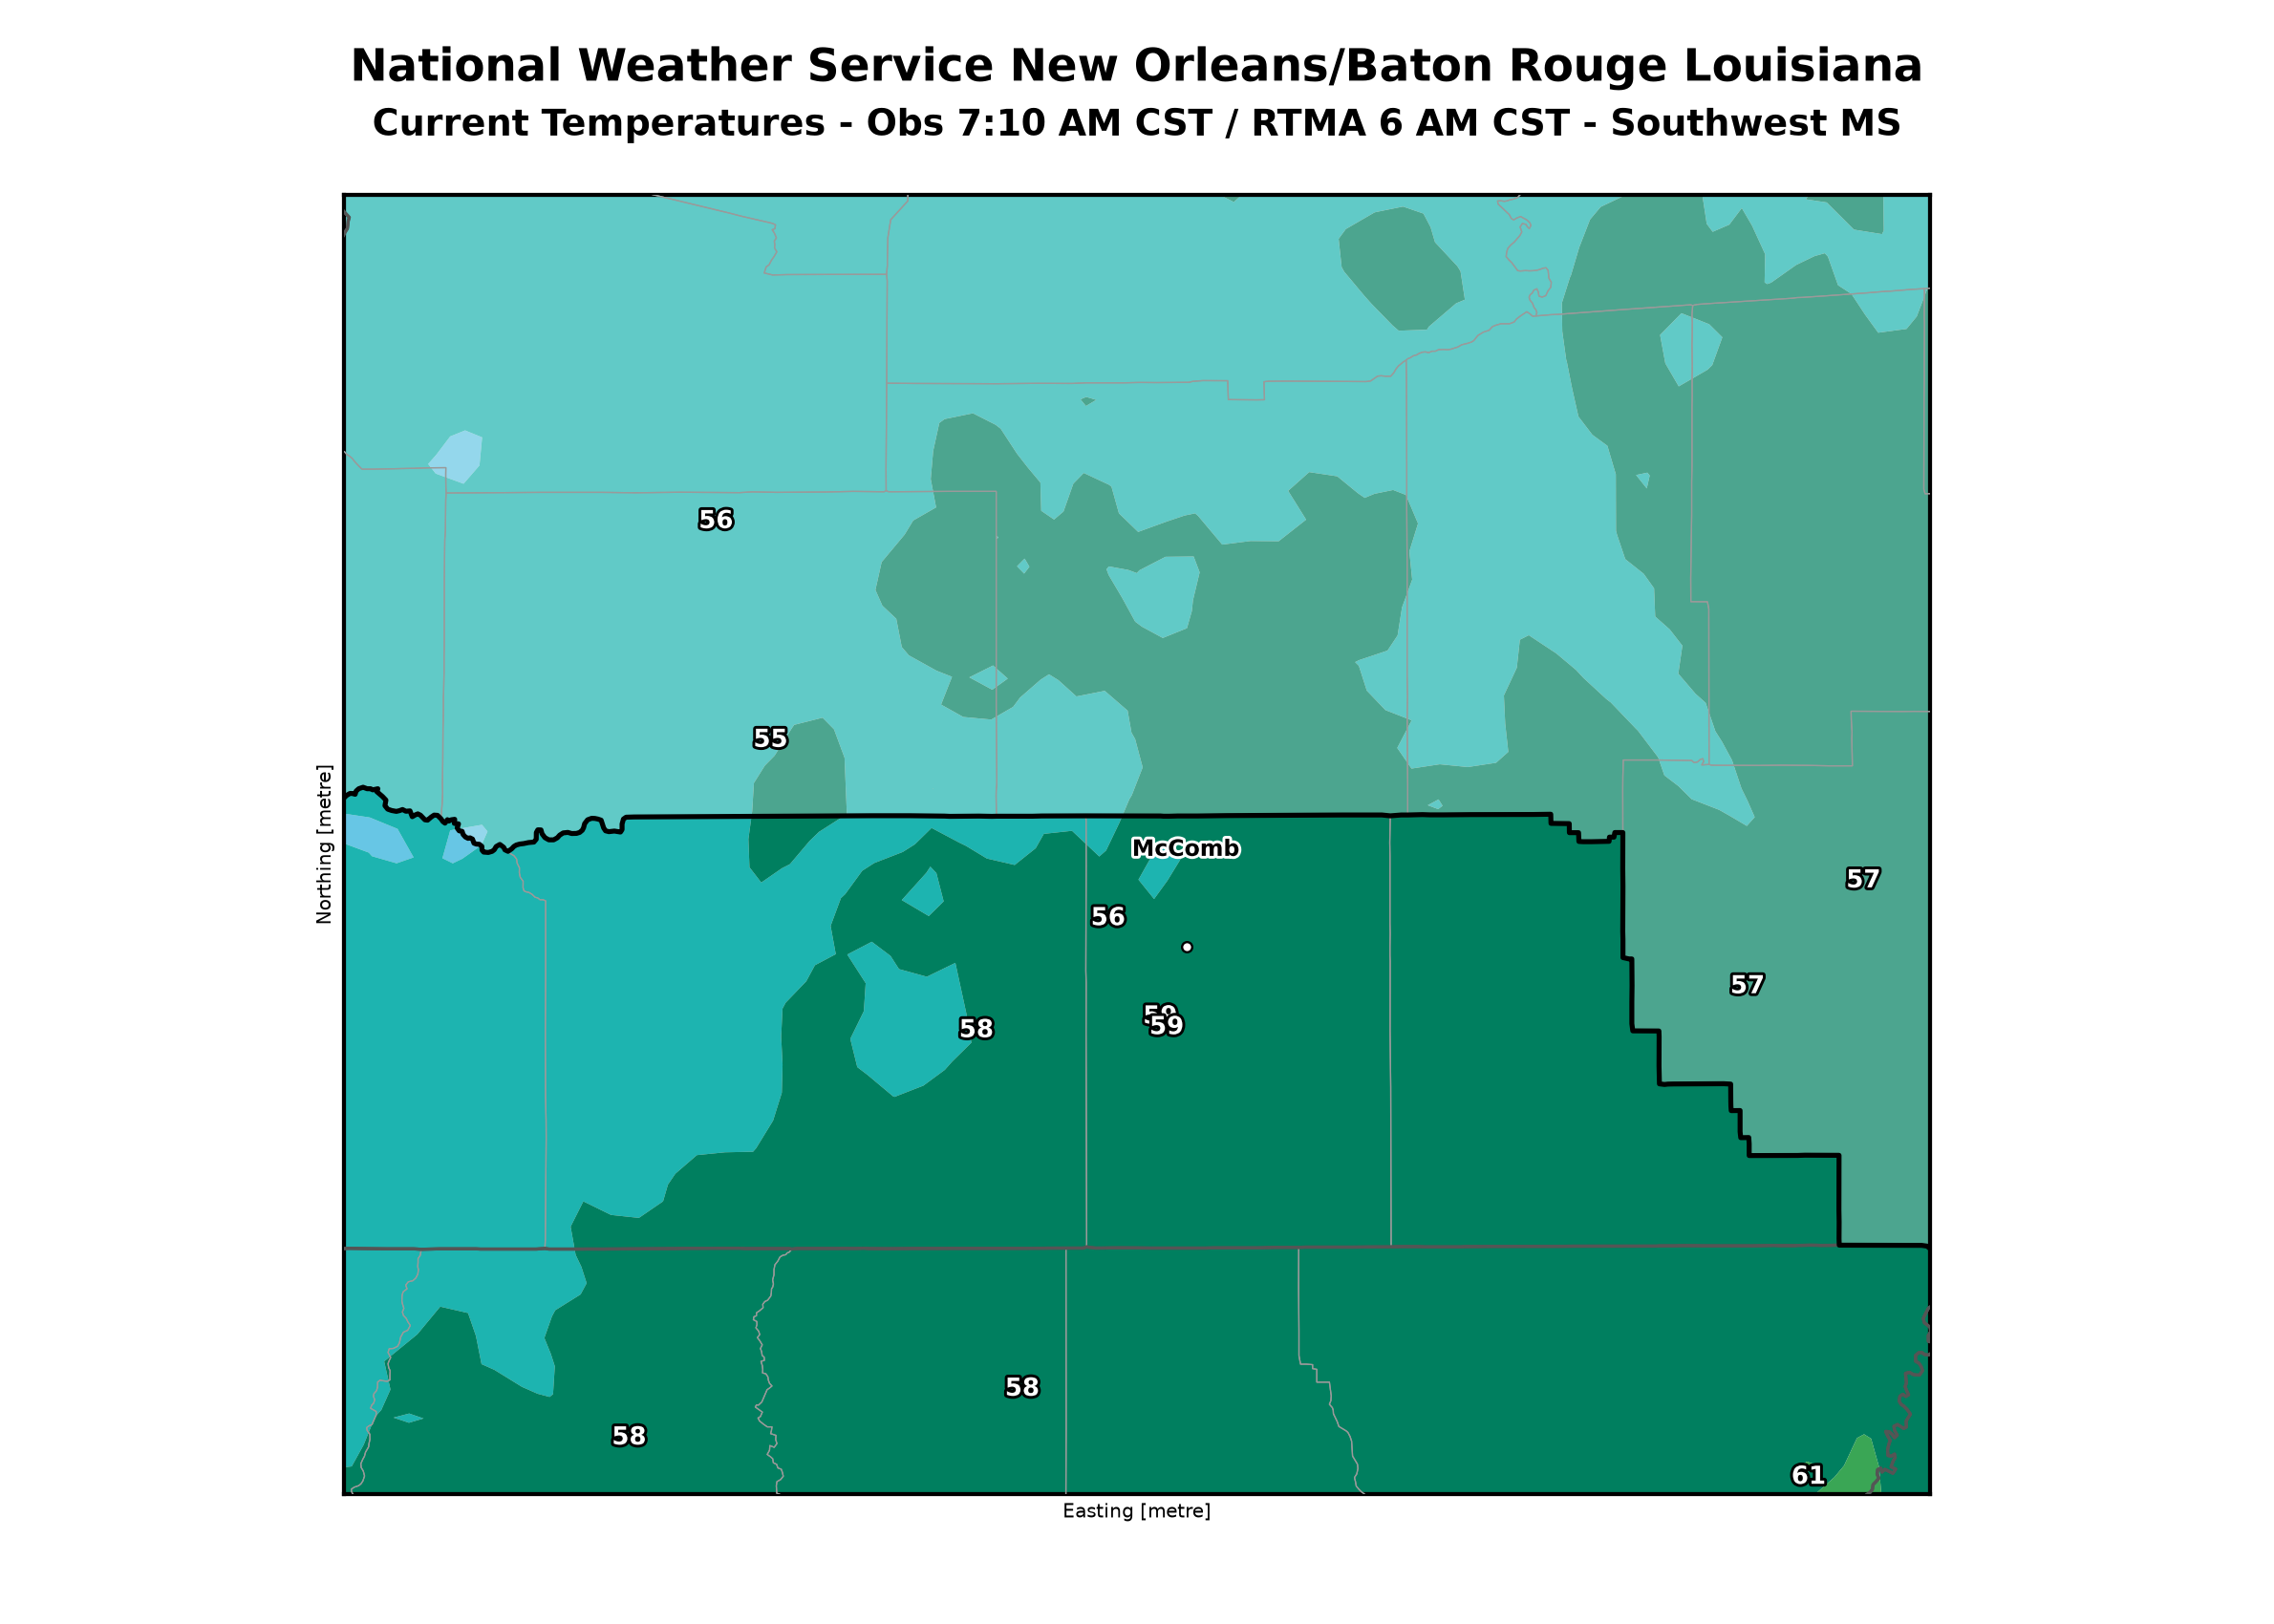 National Weather Service New Orleans/Baton Rouge Louisiana
Current Temperatures - Obs 7:10 AM CST / RTMA 6 AM CST - Southwest MS
56
55
McComb
57
56
57
59
58
58
58
61
Northing [metre]
Easting [metre]